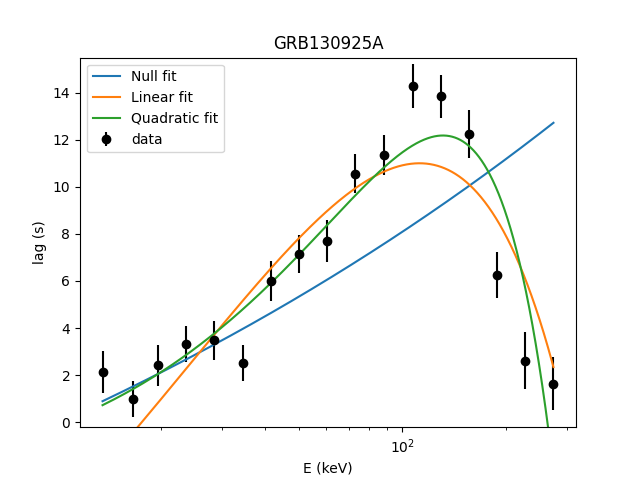 GRB130925A
Null fit
Linear fit
Quadratic fit
data
lag (s)
14
12
10
8
6
4
2
0
10²
E (keV)